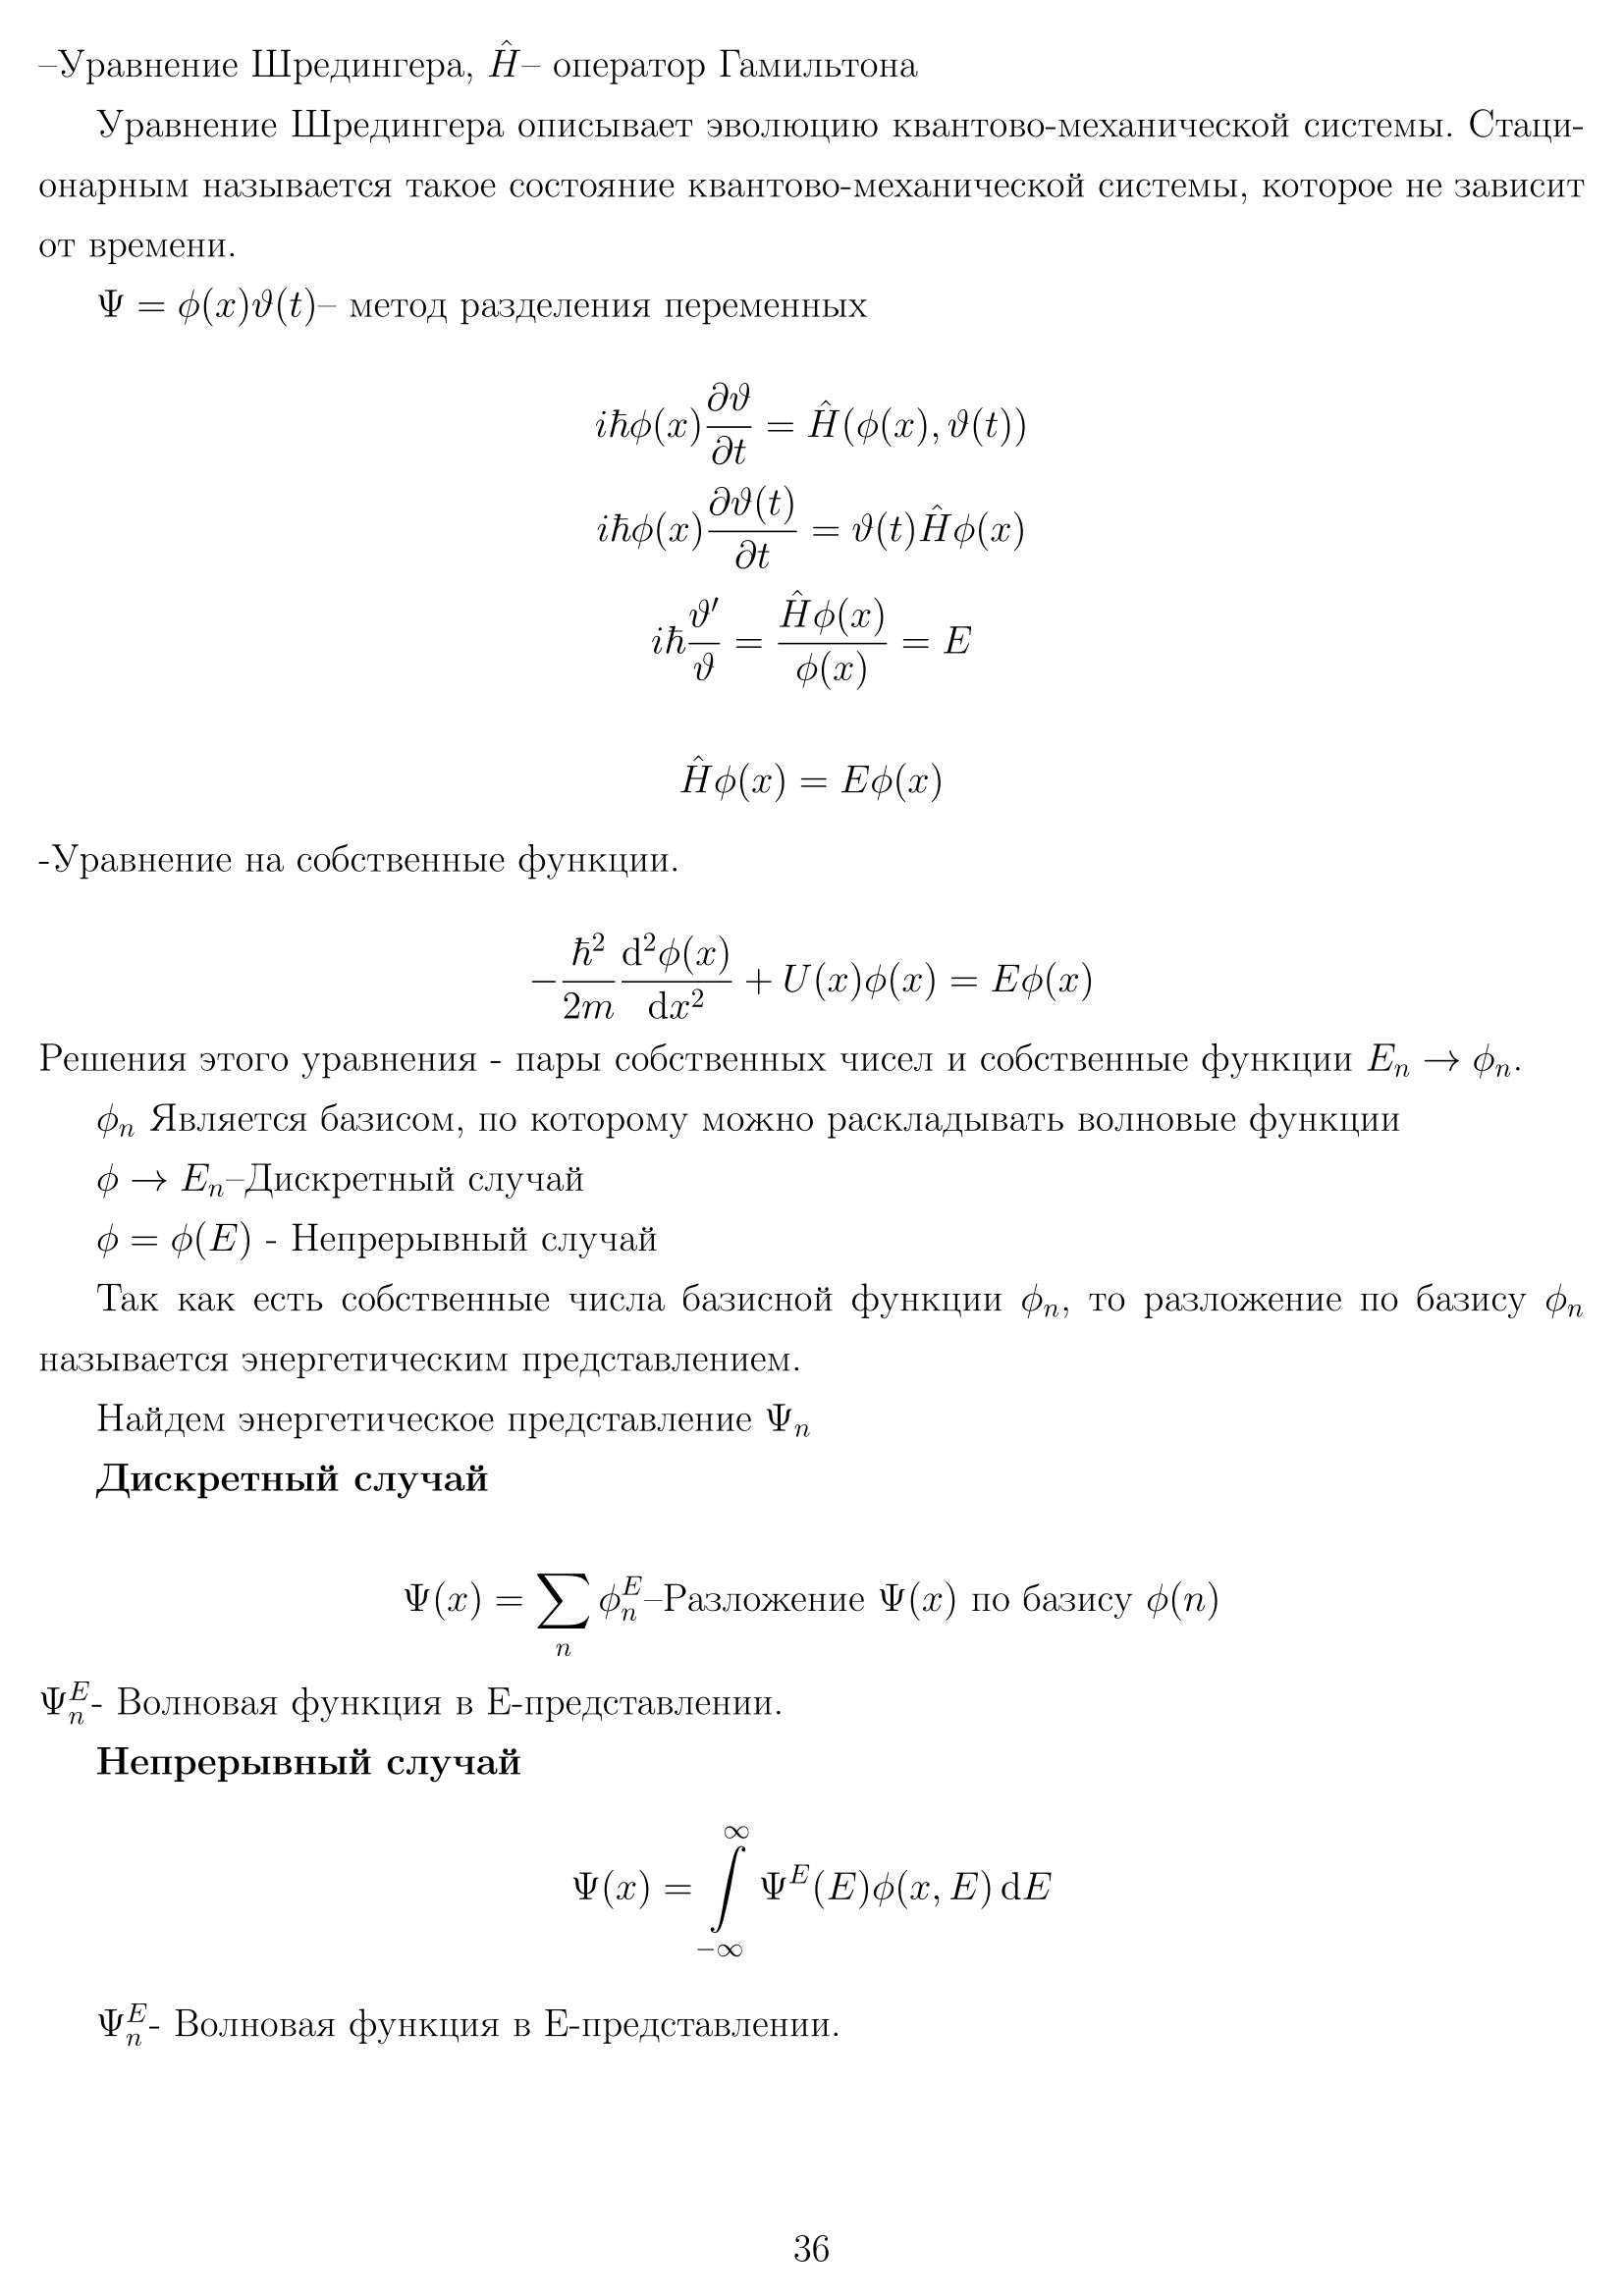 –Уравнение Шредингера, $\hat{H}$– оператор Гамильтона
Уравнение Шредингера описывает эволюцию квантово-механической системы. Стаци-
онарным называется такое состояние квантово-механической системы, которое не зависит
от времени.
$\Psi = \phi(x)\vartheta(t)$– метод разделения переменных
$i\hbar\phi(x)\frac{\partial\vartheta}{\partial t} = \hat{H}(\phi(x), \vartheta(t))$
$i\hbar\phi(x)\frac{\partial\vartheta(t)}{\partial t} = \vartheta(t)\hat{H}\phi(x)$
$i\hbar\frac{\vartheta'}{\vartheta} = \frac{\hat{H}\phi(x)}{\phi(x)} = E$
$\hat{H}\phi(x) = E\phi(x)$
-Уравнение на собственные функции.
$-\frac{\hbar^2}{2m}\frac{\mathrm{d}^2\phi(x)}{\mathrm{d}x^2} + U(x)\phi(x) = E\phi(x)$
Решения этого уравнения - пары собственных чисел и собственные функции $E_n \to \phi_n$.
$\phi_n$ Является базисом, по которому можно раскладывать волновые функции
$\phi \to E_n$–Дискретный случай
$\phi = \phi(E)$ - Непрерывный случай
Так как есть собственные числа базисной функции $\phi_n$, то разложение по базису $\phi_n$
называется энергетическим представлением.
Найдем энергетическое представление $\Psi_n$
Дискретный случай
$\Psi(x) = \sum_n \phi_n^E$–Разложение $\Psi(x)$ по базису $\phi(n)$
$\Psi_n^E$- Волновая функция в Е-представлении.
Непрерывный случай
$\Psi(x) = \int\limits_{-\infty}^{\infty} \Psi^E(E)\phi(x, E)\,\mathrm{d}E$
$\Psi_n^E$- Волновая функция в Е-представлении.
36